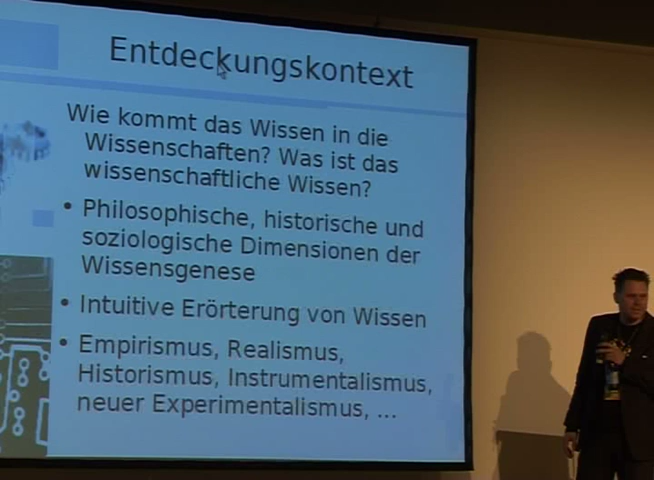 Entdeckungskontext
Wie kommt das Wissen in die
Wissenschaften? Was ist das
wissenschaftliche Wissen?
• Philosophische, historische und
soziologische Dimensionen der
Wissensgenese
• Intuitive Erörterung von Wissen
• Empirismus, Realismus,
Historismus, Instrumentalismus,
neuer Experimentalismus, ...